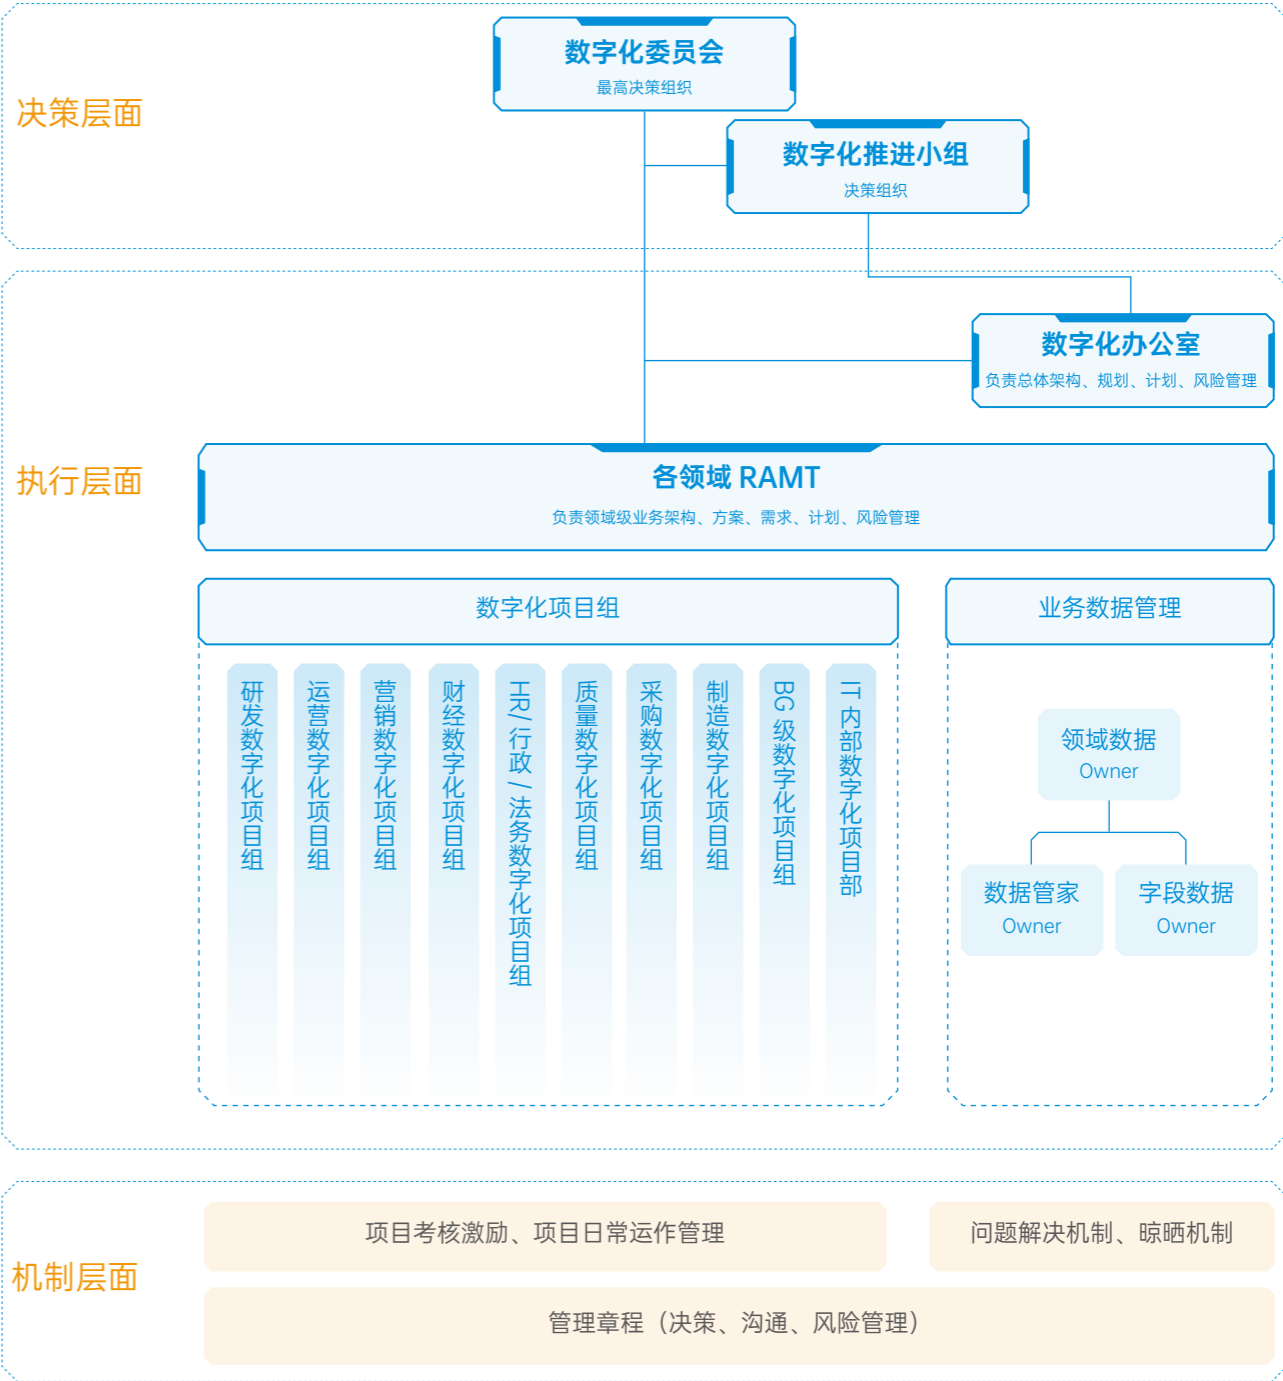 决策层面
数字化委员会
最高决策组织
数字化推进小组
决策组织
执行层面
数字化办公室
负责总体架构、规划、计划、风险管理
各领域 RAMT
负责领域级业务架构、方案、需求、计划、风险管理
数字化项目组
研发数字化项目组
运营数字化项目组
营销数字化项目组
财经数字化项目组
HR/ 行政 / 法务数字化项目组
质量数字化项目组
采购数字化项目组
制造数字化项目组
BG 级数字化项目组
IT 内部数字化项目部
业务数据管理
领域数据
Owner
数据管家
Owner
字段数据
Owner
机制层面
项目考核激励、项目日常运作管理
问题解决机制、晾晒机制
管理章程（决策、沟通、风险管理）